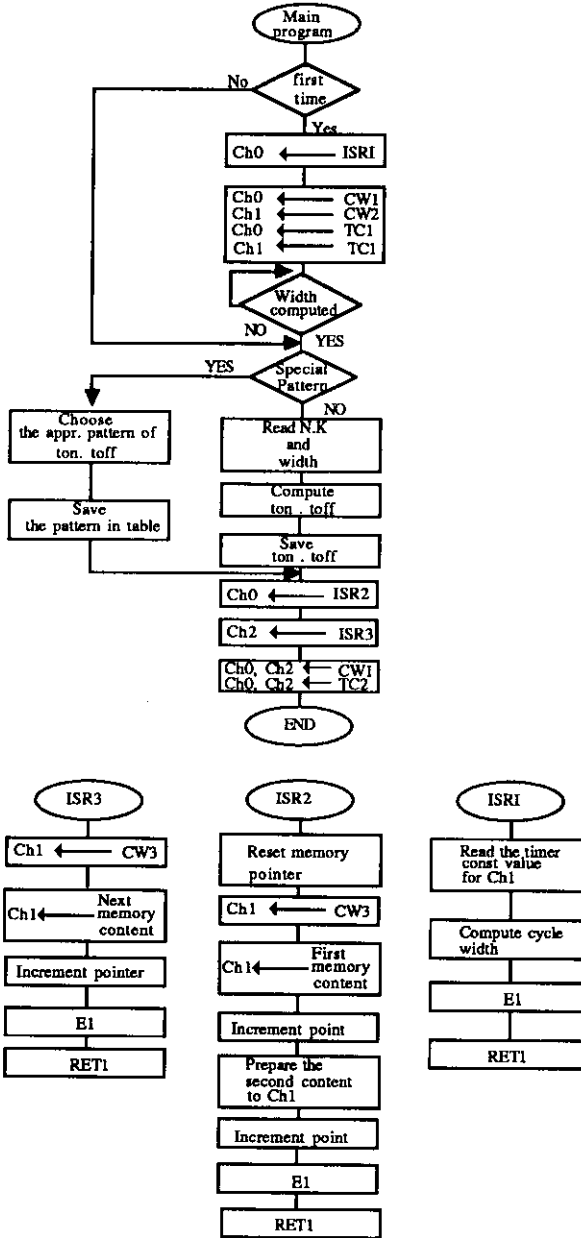 Main
program
No
first
time
Yes
Ch0 ISR1
Ch0 CW1
Ch1 CW2
Ch0 TC1
Ch1 TC1
Width
computed
NO YES
YES
Special
Pattern
NO
Choose
the appr. pattern of
ton. toff
Read N.K
and
width
Save
the pattern in table
Compute
ton . toff
Save
ton . toff
Ch0 ISR2
Ch2 ISR3
Ch0, Ch2 CW1
Ch0, Ch2 TC2
END
ISR3
Ch1 CW3
Ch1 Next
memory
content
Increment pointer
E1
RET1
ISR2
Reset memory
pointer
Ch1 CW3
Ch1 First
memory
content
Increment point
Prepare the
second content
to Ch1
Increment point
E1
RET1
ISR1
Read the timer
const value
for Ch1
Compute cycle
width
E1
RET1